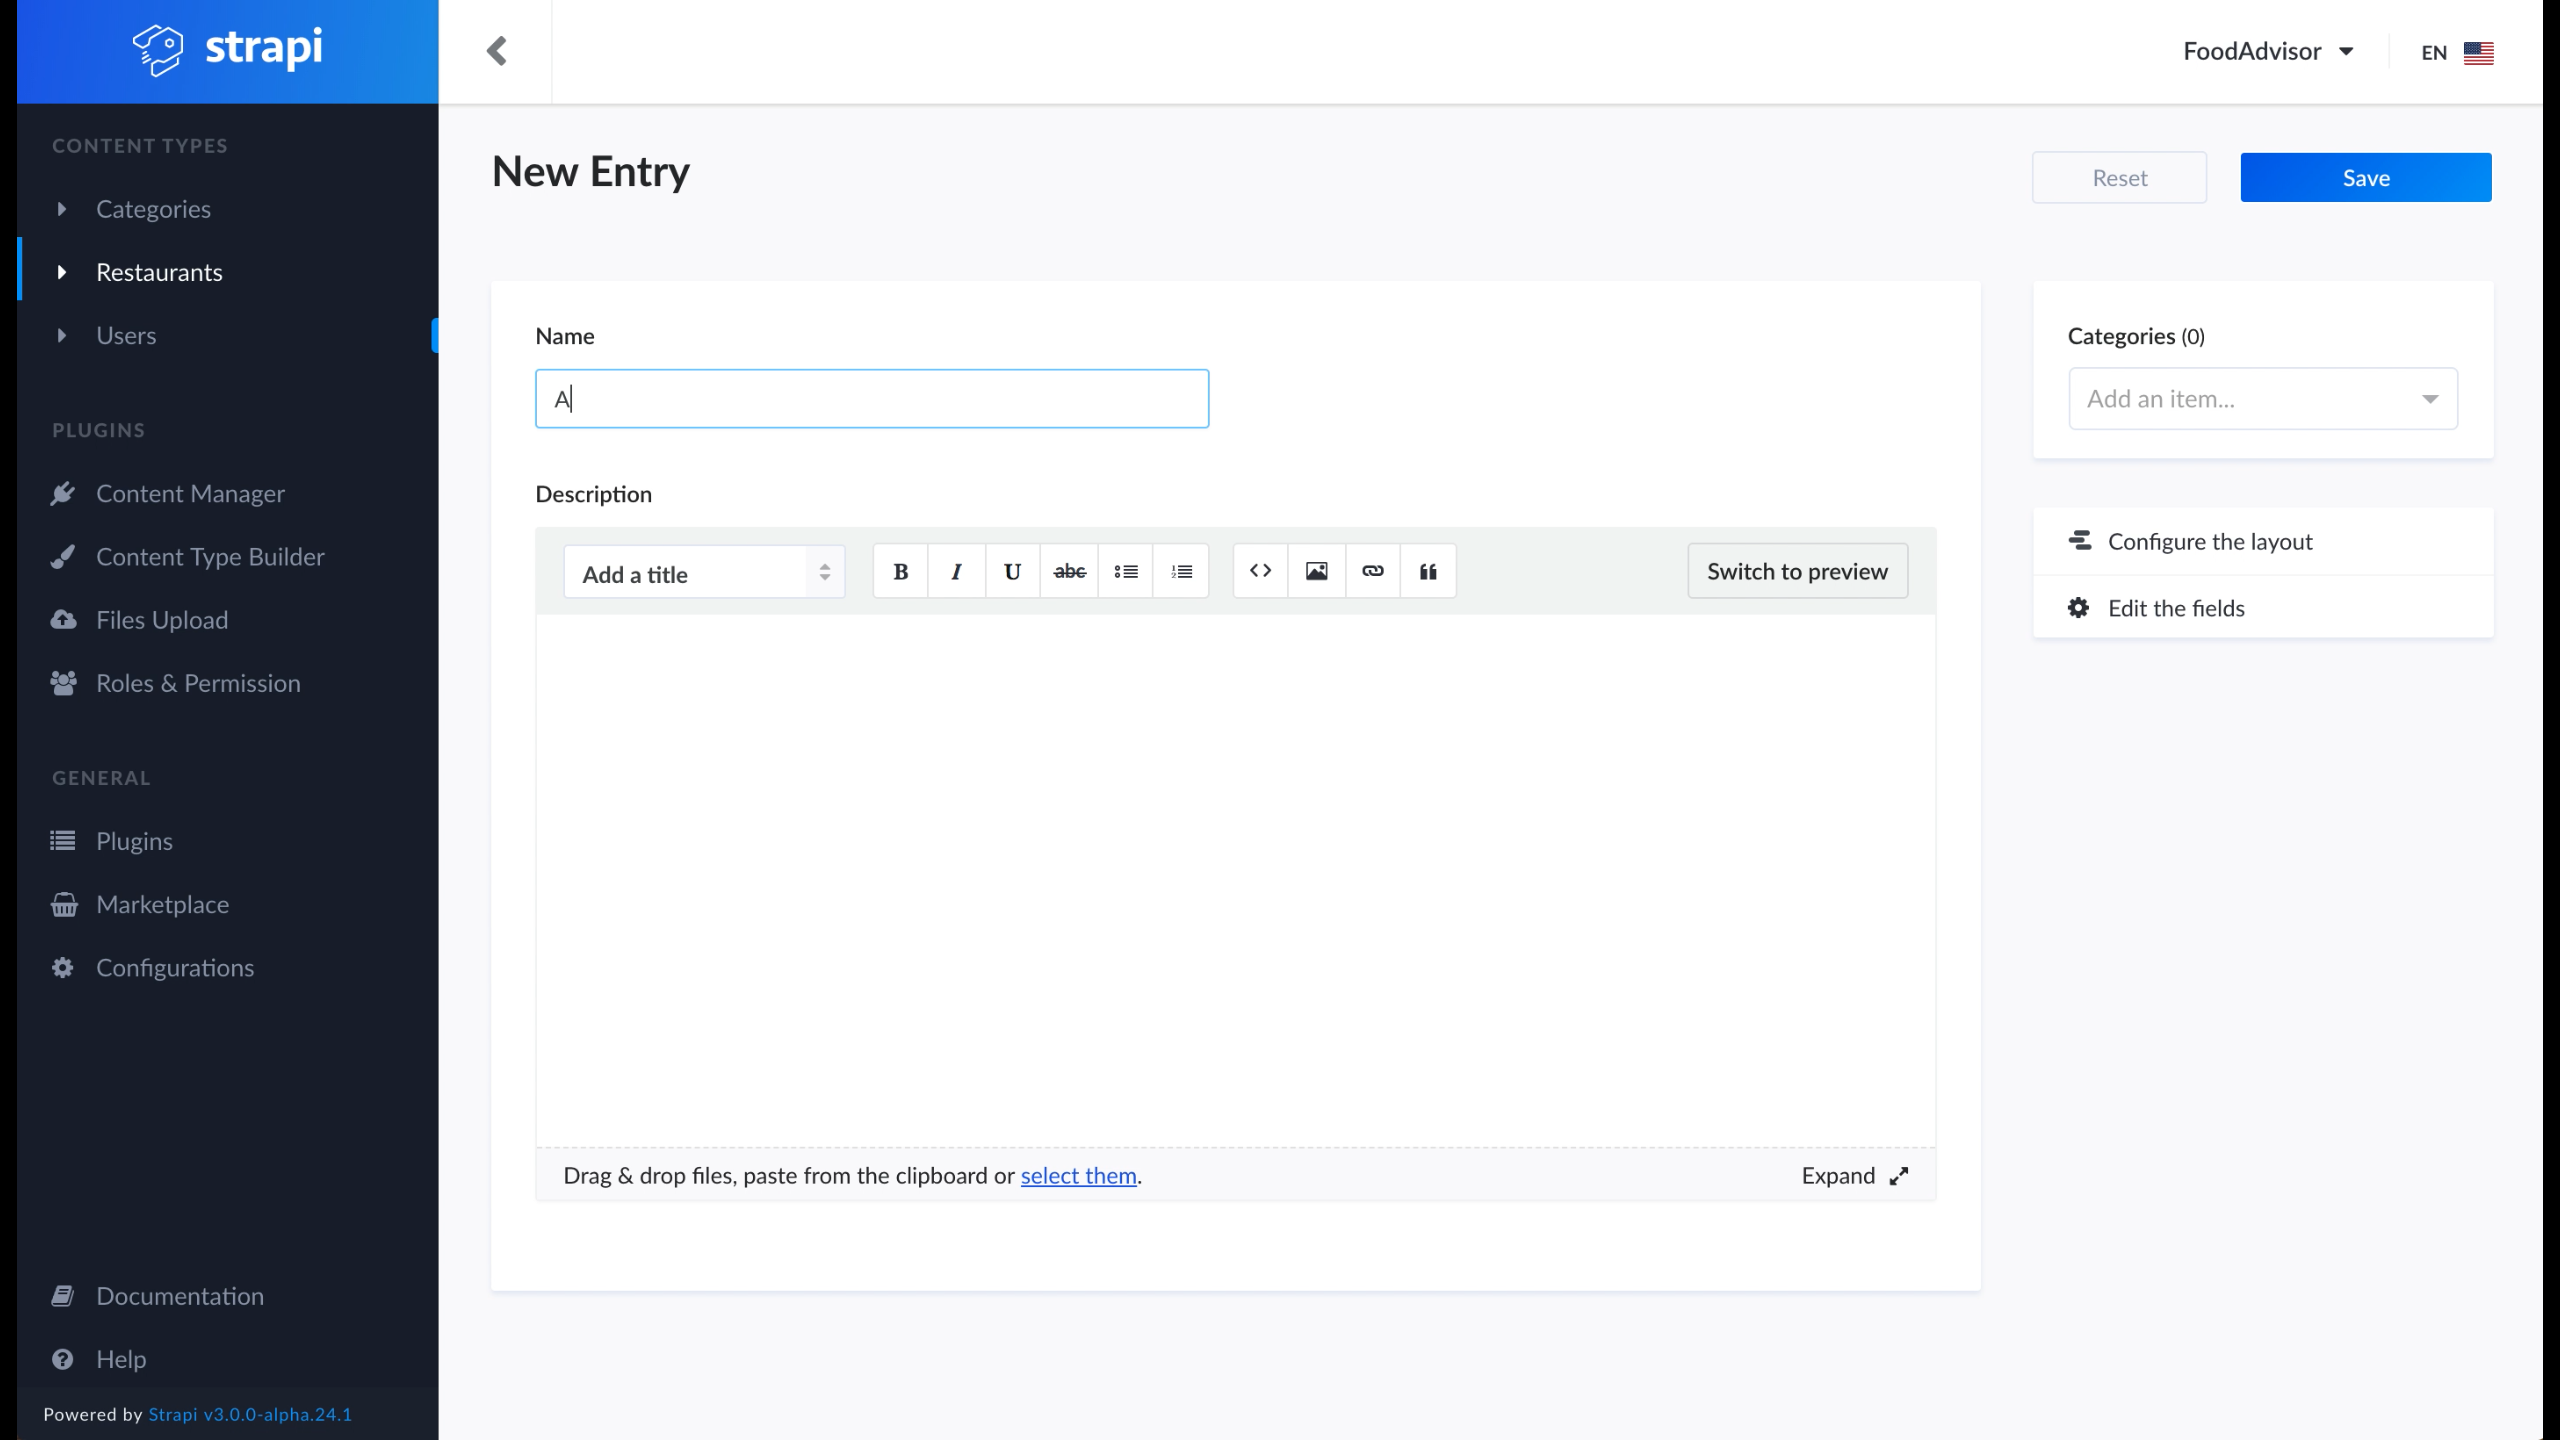 strapi
FoodAdvisor
EN
CONTENT TYPES
Categories
Restaurants
Users
PLUGINS
Content Manager
Content Type Builder
Files Upload
Roles & Permission
GENERAL
Plugins
Marketplace
Configurations
Documentation
Help
Powered by Strapi v3.0.0-alpha.24.1
New Entry
Reset
Save
Name
A
Description
Add a title
B I U abc
Switch to preview
Drag & drop files, paste from the clipboard or select them.
Expand
Categories (0)
Add an item...
Configure the layout
Edit the fields